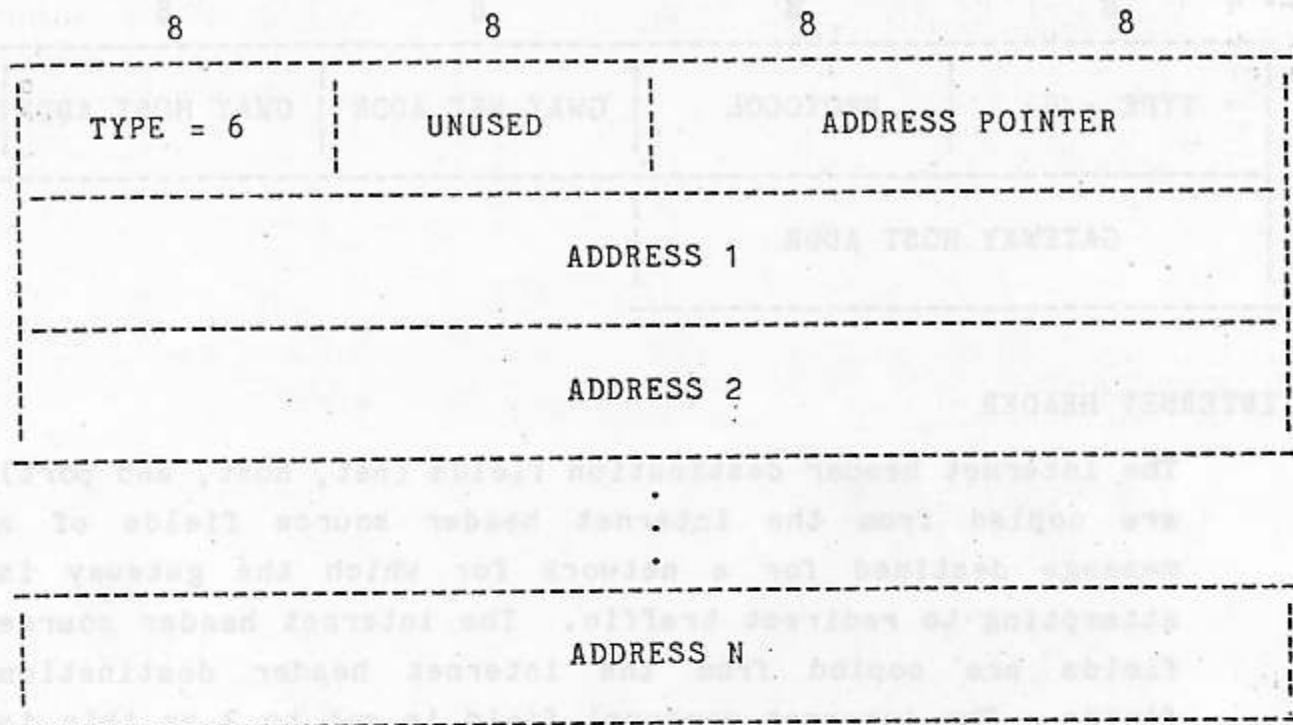 8 8 8 8
TYPE = 6 UNUSED ADDRESS POINTER
ADDRESS 1
ADDRESS 2
.
.
.
ADDRESS N